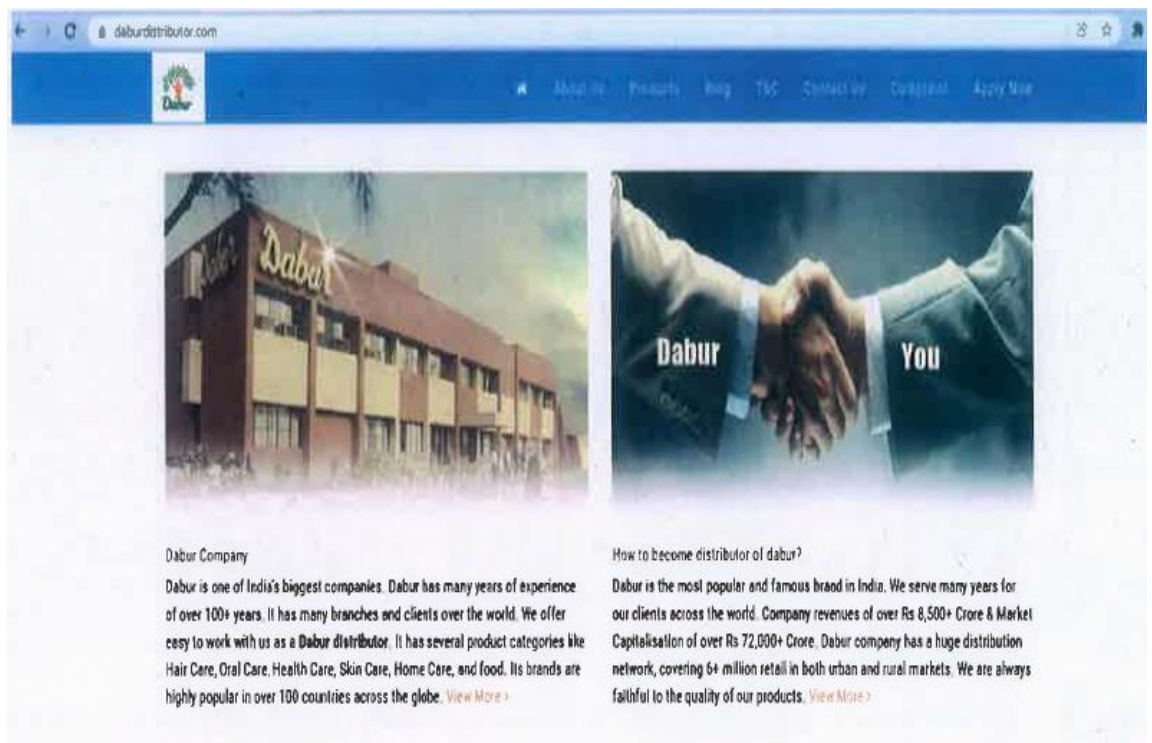 daburdistributor.com
Dabur
About Us Products Blog T&C Contact Us Complaint Apply Now
Dabur
Dabur
Dabur You
Dabur Company
Dabur is one of India's biggest companies. Dabur has many years of experience
of over 100+ years. It has many branches and clients over the world. We offer
easy to work with us as a Dabur distributor. It has several product categories like
Hair Care, Oral Care, Health Care, Skin Care, Home Care, and food. Its brands are
highly popular in over 100 countries across the globe. View More >
How to become distributor of dabur?
Dabur is the most popular and famous brand in India. We serve many years for
our clients across the world. Company revenues of over Rs 8,500+ Crore & Market
Capitalisation of over Rs 72,000+ Crore. Dabur company has a huge distribution
network, covering 6+ million retail in both urban and rural markets. We are always
faithful to the quality of our products. View More >